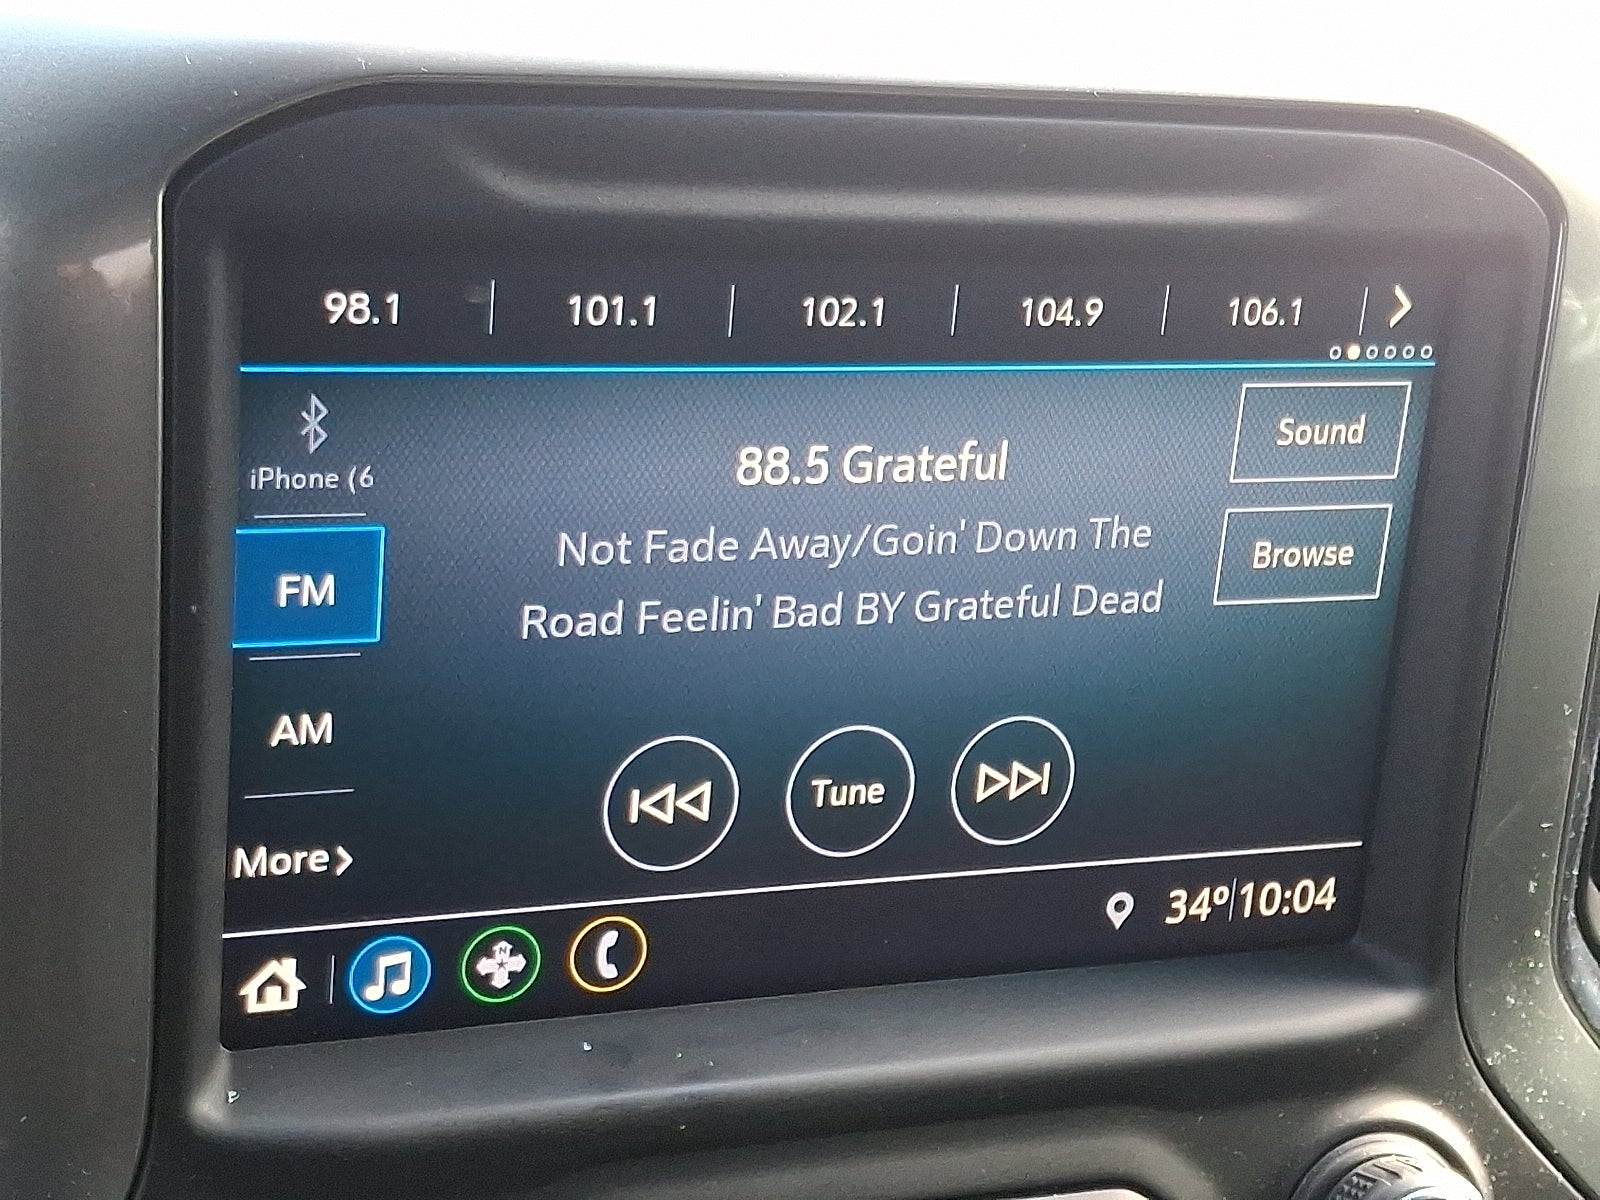 98.1 | 101.1 | 102.1 | 104.9 | 106.1
iPhone (6
88.5 Grateful
Sound
Not Fade Away/Goin' Down The
Road Feelin' Bad BY Grateful Dead
Browse
FM
AM
Tune
More
34° 10:04
N